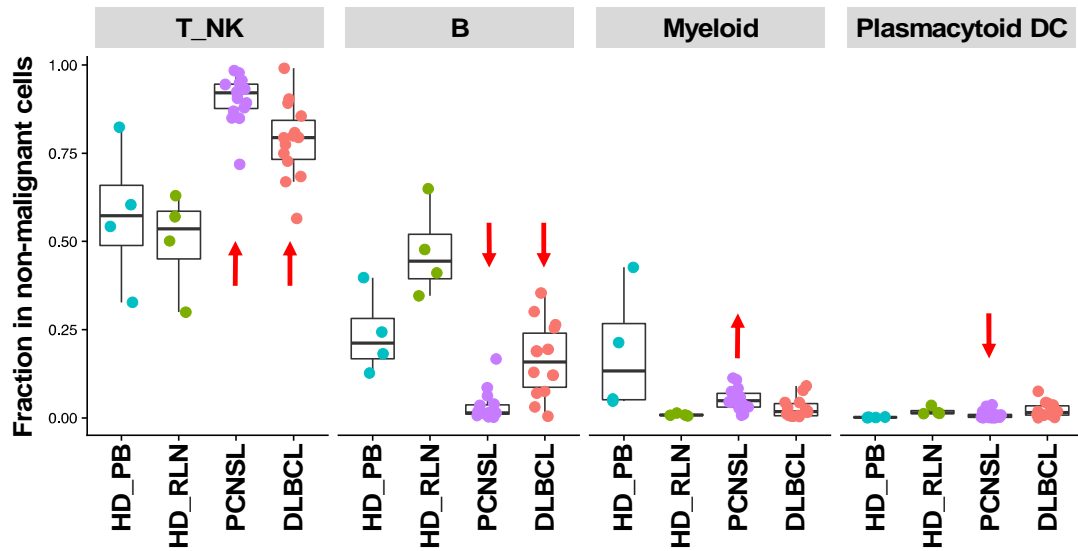 T_NK
B
Myeloid
Plasmacytoid DC
Fraction in non-malignant cells
1.00
0.75
0.50
0.25
0.00
HD_PB
HD_RLN
PCNSL
DLBCL
HD_PB
HD_RLN
PCNSL
DLBCL
HD_PB
HD_RLN
PCNSL
DLBCL
HD_PB
HD_RLN
PCNSL
DLBCL